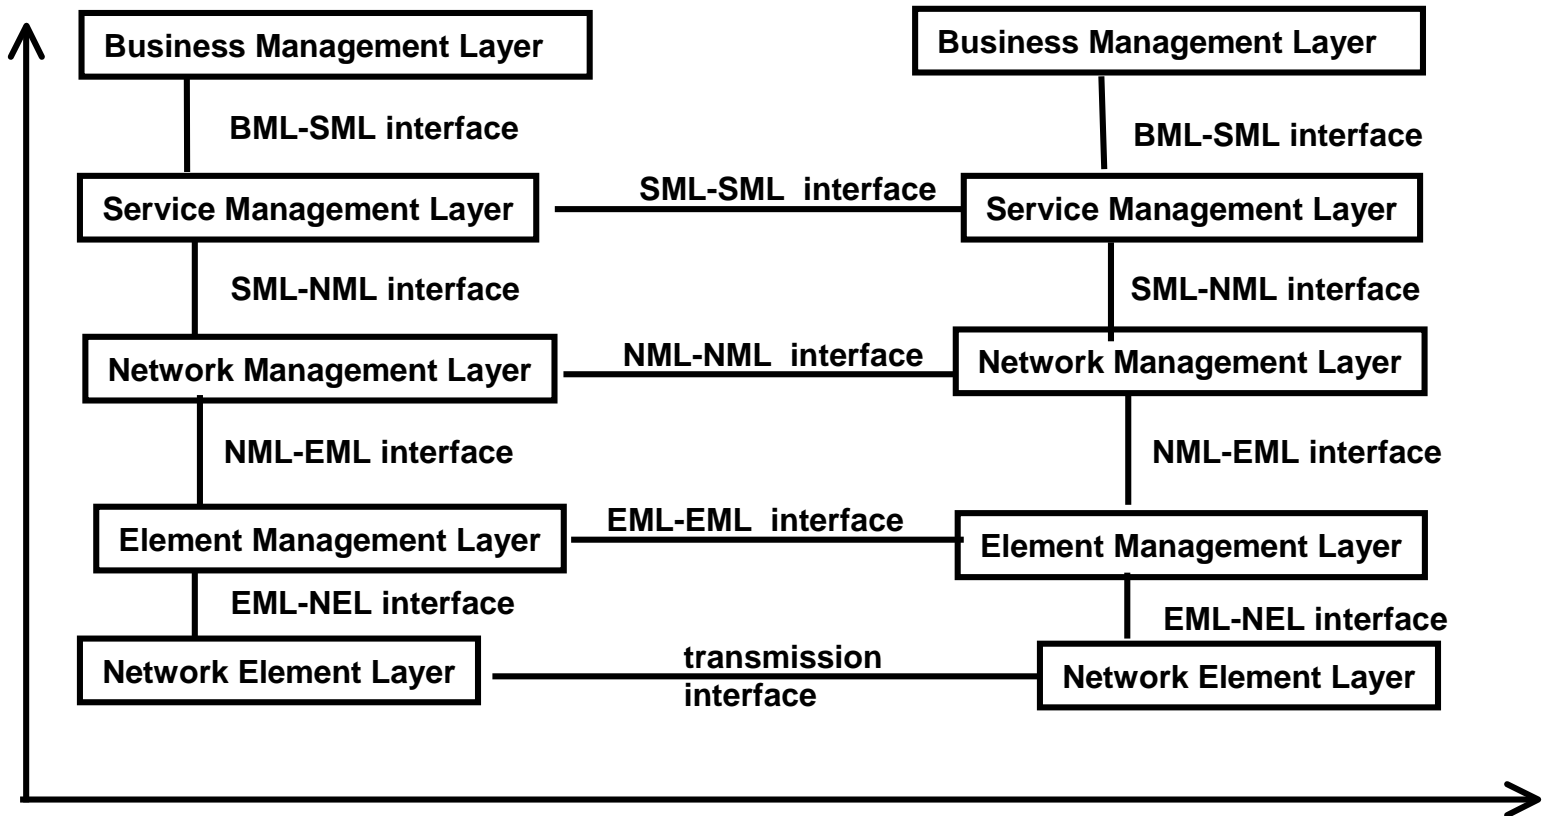 Business Management Layer
Business Management Layer
BML-SML interface
BML-SML interface
SML-SML interface
Service Management Layer
Service Management Layer
SML-NML interface
SML-NML interface
NML-NML interface
Network Management Layer
Network Management Layer
NML-EML interface
NML-EML interface
EML-EML interface
Element Management Layer
Element Management Layer
EML-NEL interface
EML-NEL interface
transmission
interface
Network Element Layer
Network Element Layer